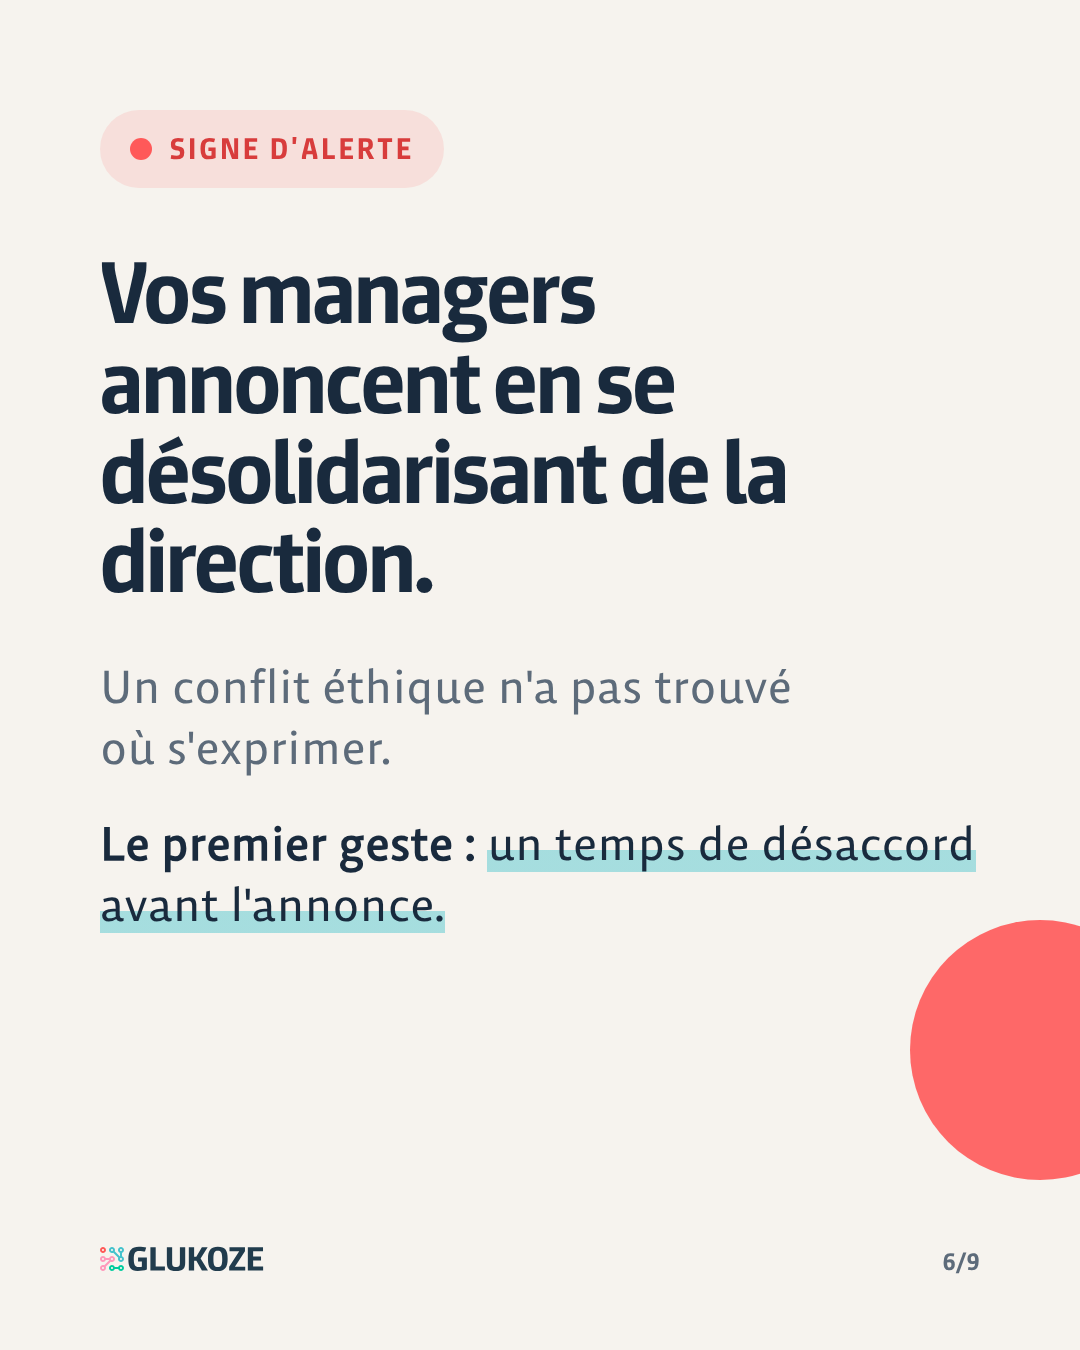 SIGNE D'ALERTE
Vos managers
annoncent en se
désolidarisant de la
direction.
Un conflit éthique n'a pas trouvé
où s'exprimer.
Le premier geste : un temps de désaccord
avant l'annonce.
GLUKOZE
6/9